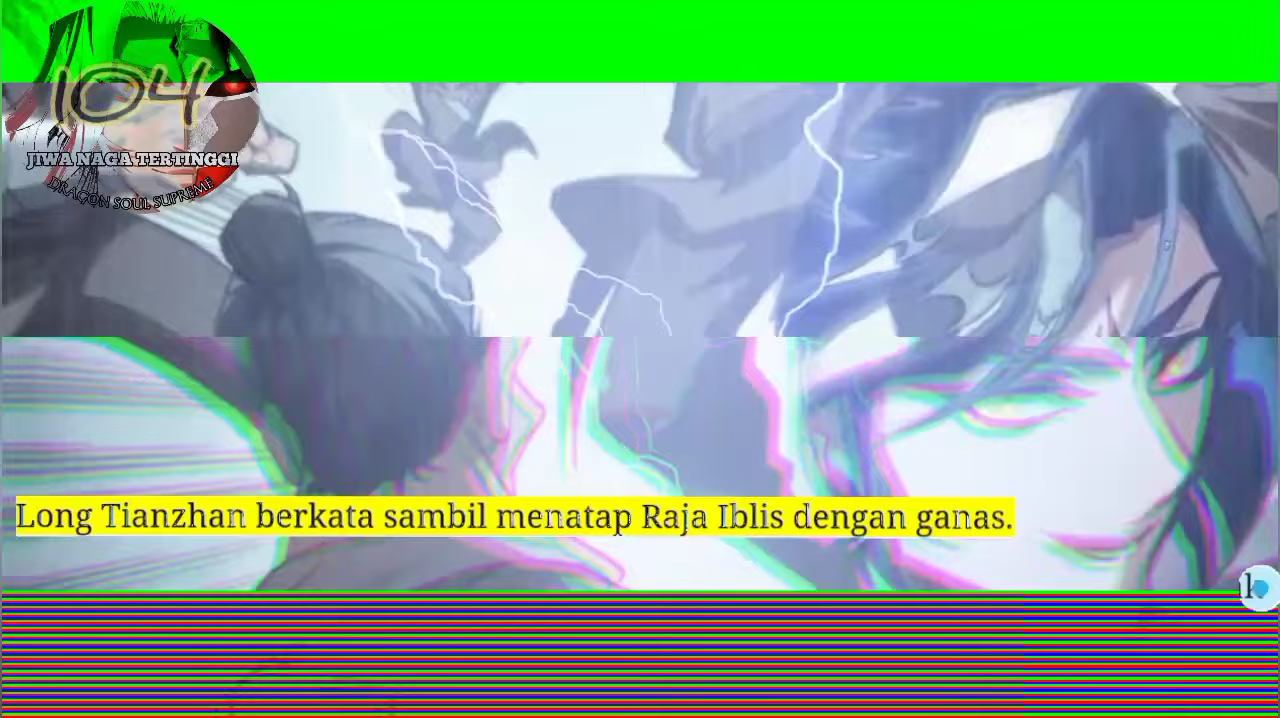 104
JIWA NAGA TERTINGGI
DRAGON SOUL SUPREME
Long Tianzhan berkata sambil menatap Raja Iblis dengan ganas.